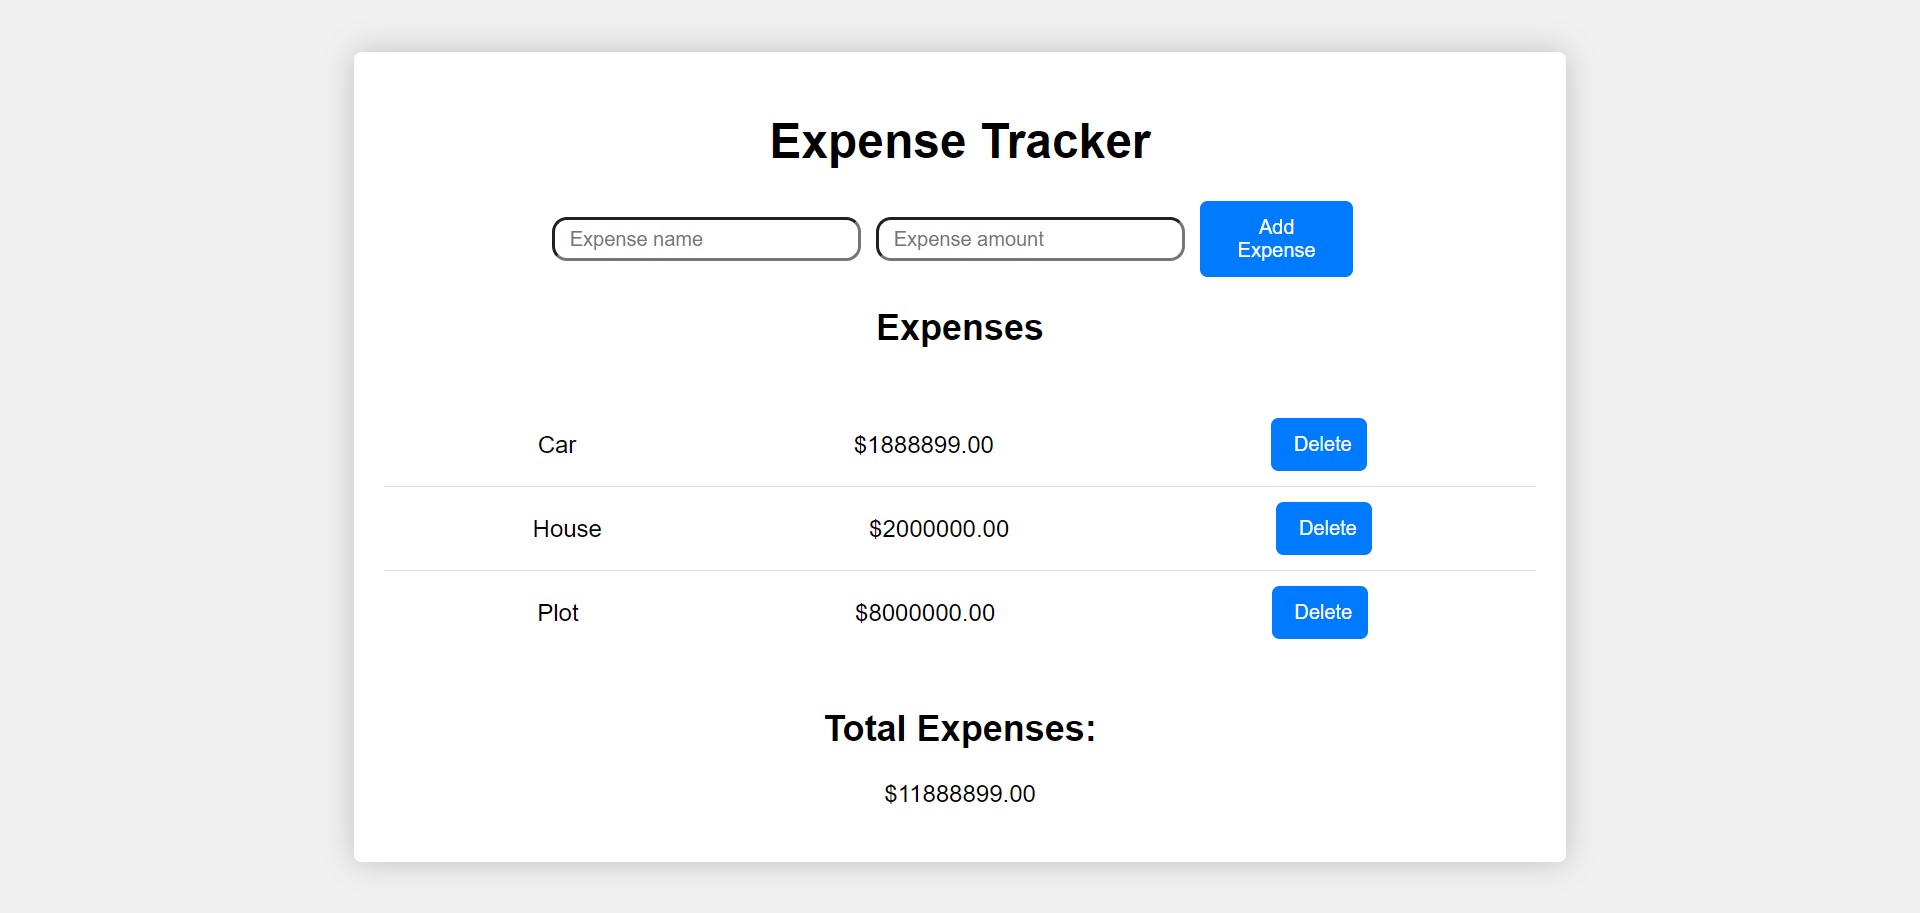 Expense Tracker
Expense name Expense amount Add
Expense
Expenses
Car $1888899.00 Delete
House $2000000.00 Delete
Plot $8000000.00 Delete
Total Expenses:
$11888899.00